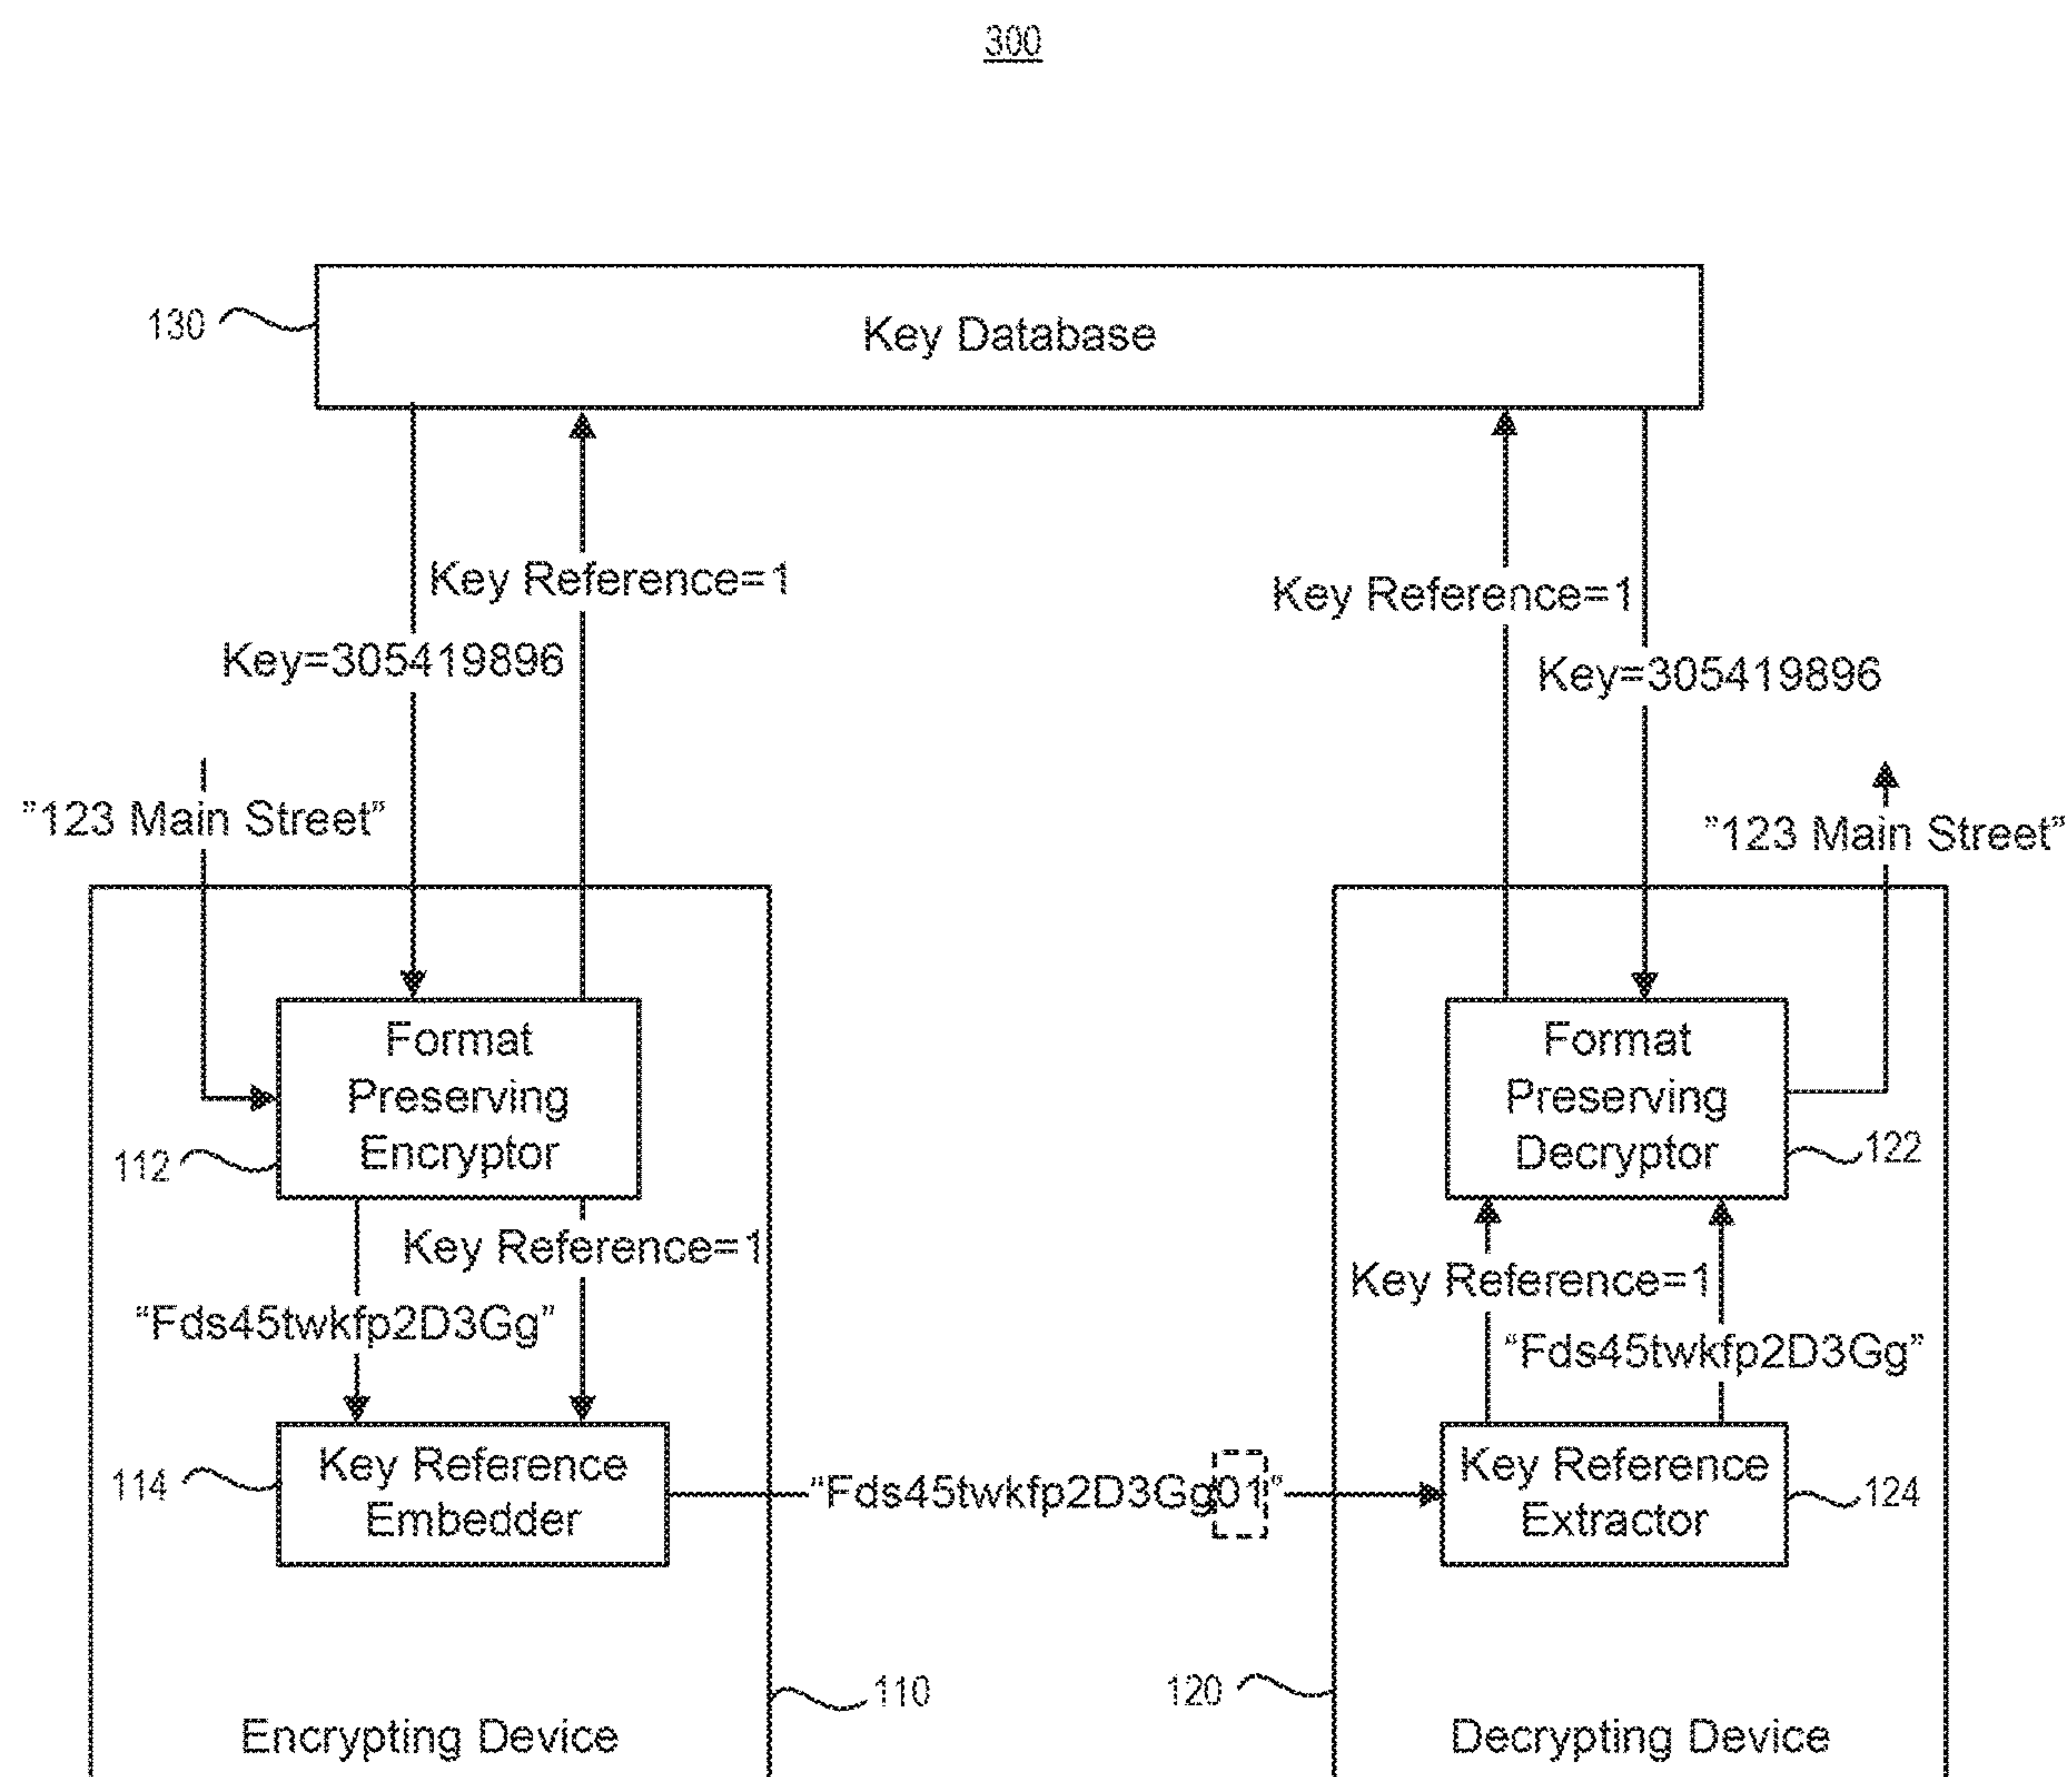 300
130
Key Database
Key Reference=1
Key Reference=1
Key=305419896
Key=305419896
”123 Main Street”
”123 Main Street”
Format
Preserving
Encryptor
112
Format
Preserving
Decryptor
122
Key Reference=1
“Fds45twkfp2D3Gg”
Key Reference=1
“Fds45twkfp2D3Gg”
114
Key Reference
Embedder
“Fds45twkfp2D3Gg01”
Key Reference
Extractor
124
110
120
Encrypting Device
Decrypting Device